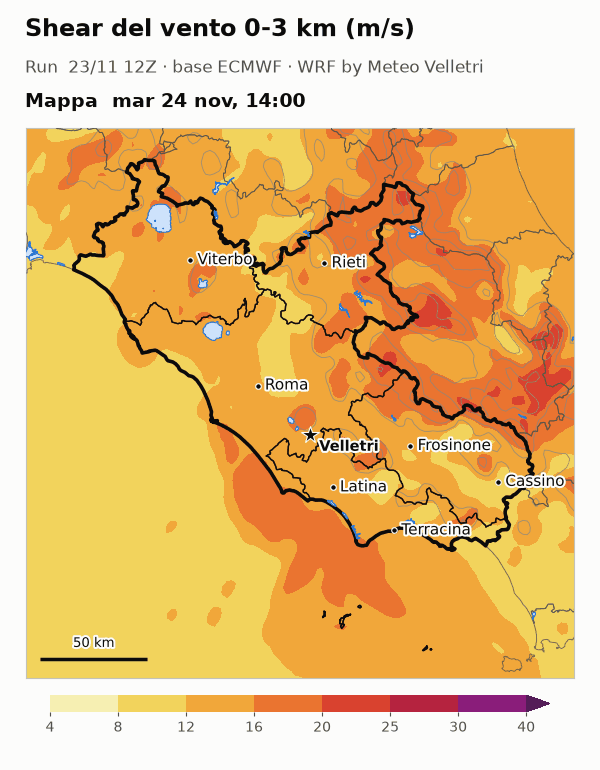 Shear del vento 0-3 km (m/s)
Run  23/11 12Z · base ECMWF · WRF by Meteo Velletri
Mappa  mar 24 nov, 14:00
Viterbo
Rieti
Roma
Velletri
Frosinone
Cassino
Latina
Terracina
50 km
4 8 12 16 20 25 30 40